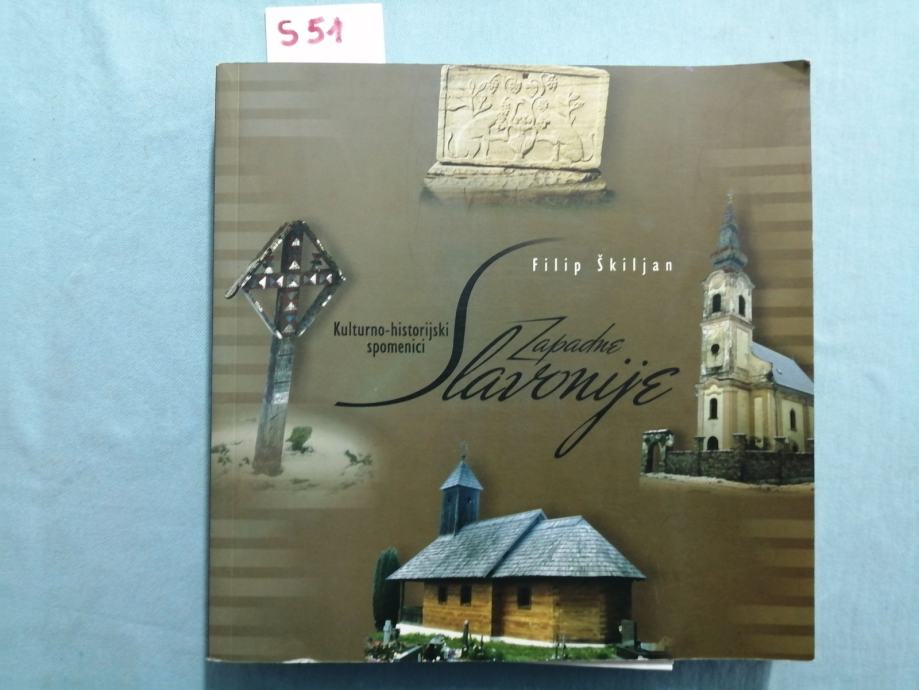 S 51
Filip Škiljan
Kulturno-historijski
spomenici
Zapadne
Slavonije